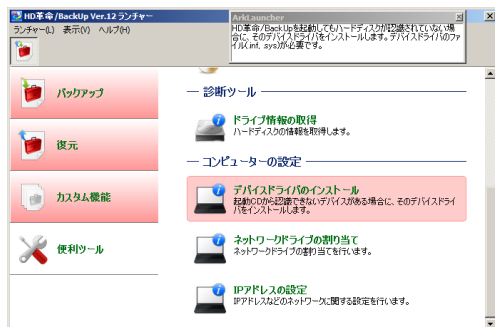 HD革命/BackUp Ver.12 ランチャー
ランチャー(L) 表示(V) ヘルプ(H)
ArkLauncher
HD革命/BackUpを起動してもハードディスクが認識されていない場
合に、そのデバイスドライバをインストールします。デバイスドライバのファ
イル(.inf, .sys)が必要です。
バックアップ
復元
カスタム機能
便利ツール
診断ツール
ドライブ情報の取得
ハードディスクの情報を取得します。
コンピューターの設定
デバイスドライバのインストール
起動CDから認識できないデバイスがある場合に、そのデバイスドライ
バをインストールします。
ネットワークドライブの割り当て
ネットワークドライブの割り当てを行います。
IPアドレスの設定
IPアドレスなどのネットワークに関する設定を行います。